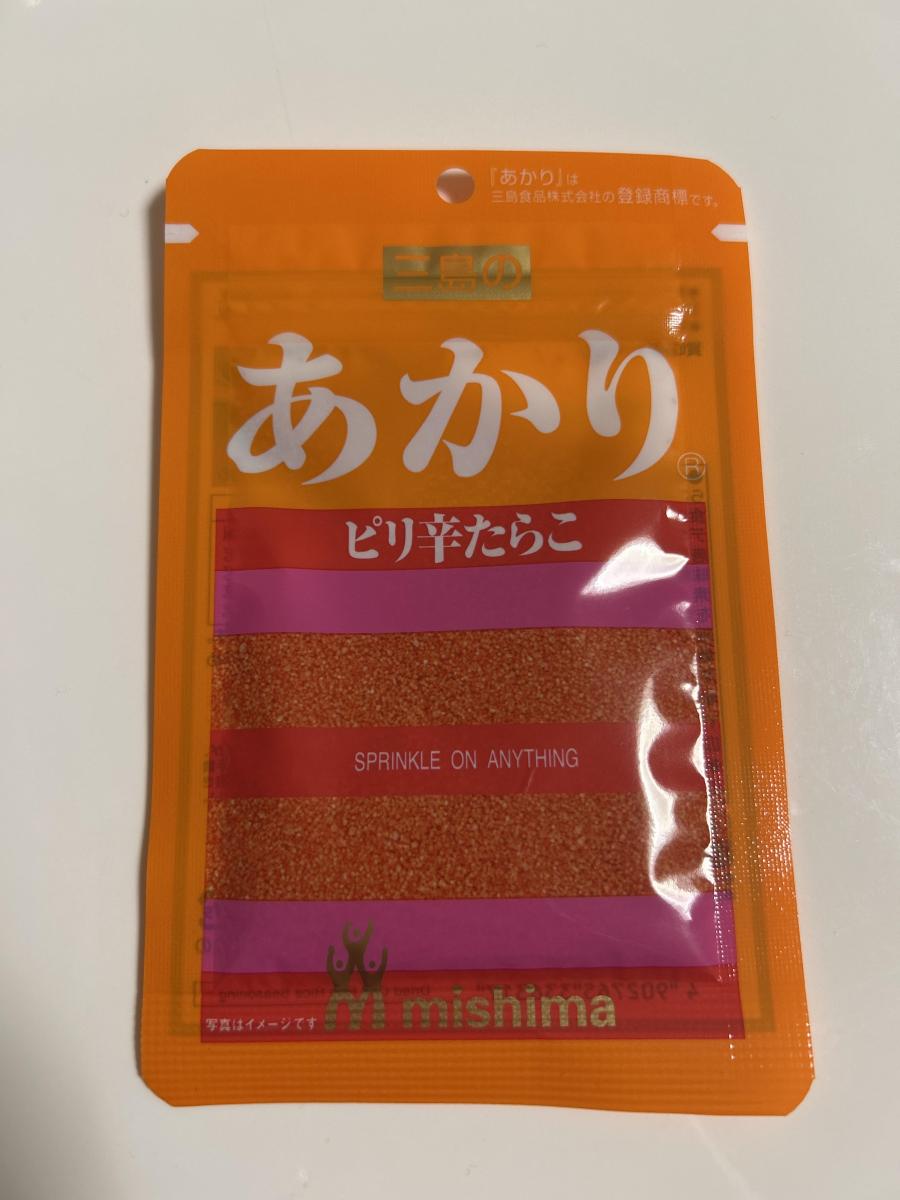 『あかり』は
三島食品株式会社の登録商標です。
三島の
あかり
®
ピリ辛たらこ
SPRINKLE ON ANYTHING
写真はイメージです
mishima